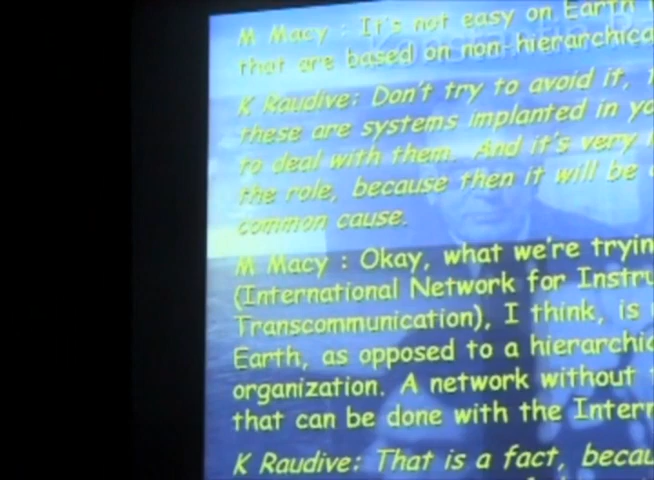 M Macy : It's not easy on Earth
that are based on non-hierarchica
K Raudive: Don't try to avoid it,
these are systems implanted in yo
to deal with them. And it's very
the role, because then it will be
common cause.
M Macy : Okay, what we're tryin
(International Network for Instru
Transcommunication), I think, is
Earth, as opposed to a hierarchic
organization. A network without
that can be done with the Intern
K Raudive: That is a fact, becau